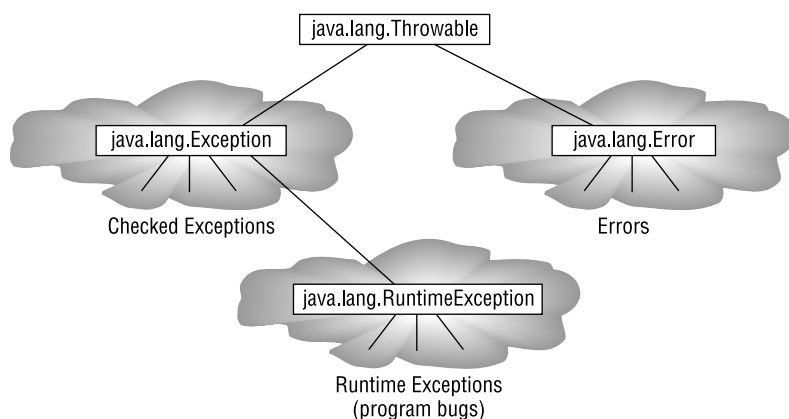 java.lang.Throwable
java.lang.Exception
java.lang.Error
Checked Exceptions
Errors
java.lang.RuntimeException
Runtime Exceptions
(program bugs)